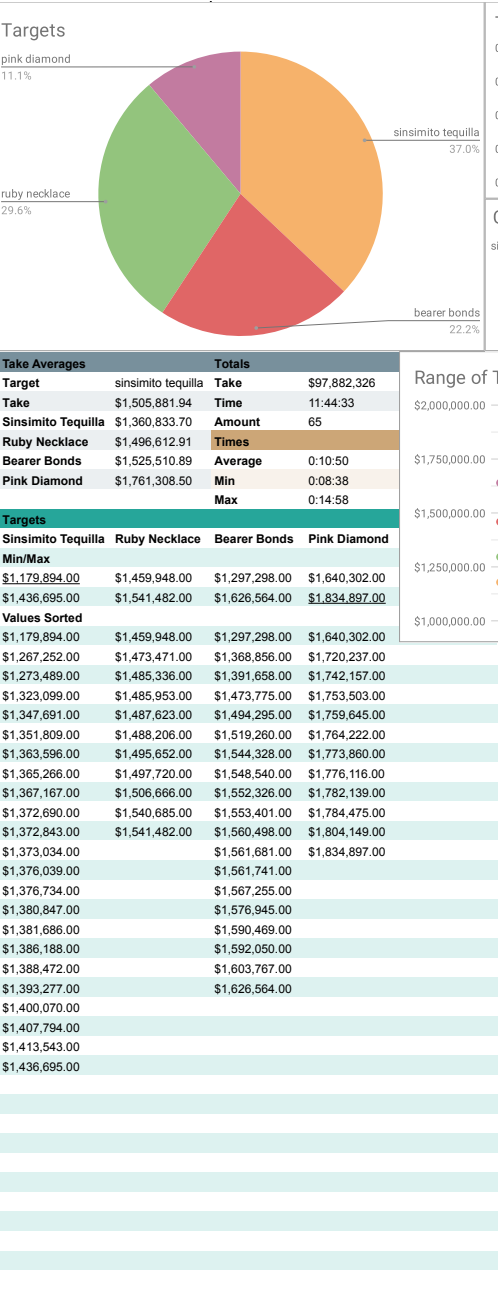 Targets
pink diamond
11.1%
sinsimito tequilla
37.0%
ruby necklace
29.6%
bearer bonds
22.2%
Take Averages Totals
Target sinsimito tequilla Take $97,882,326
Take $1,505,881.94 Time 11:44:33
Sinsimito Tequilla $1,360,833.70 Amount 65
Ruby Necklace $1,496,612.91 Times
Bearer Bonds $1,525,510.89 Average 0:10:50
Pink Diamond $1,761,308.50 Min 0:08:38
Max 0:14:58
Range of T
$2,000,000.00
$1,750,000.00
$1,500,000.00
$1,250,000.00
$1,000,000.00
Targets
Sinsimito Tequilla Ruby Necklace Bearer Bonds Pink Diamond
Min/Max
$1,179,894.00 $1,459,948.00 $1,297,298.00 $1,640,302.00
$1,436,695.00 $1,541,482.00 $1,626,564.00 $1,834,897.00
Values Sorted
$1,179,894.00 $1,459,948.00 $1,297,298.00 $1,640,302.00
$1,267,252.00 $1,473,471.00 $1,368,856.00 $1,720,237.00
$1,273,489.00 $1,485,336.00 $1,391,658.00 $1,742,157.00
$1,323,099.00 $1,485,953.00 $1,473,775.00 $1,753,503.00
$1,347,691.00 $1,487,623.00 $1,494,295.00 $1,759,645.00
$1,351,809.00 $1,488,206.00 $1,519,260.00 $1,764,222.00
$1,363,596.00 $1,495,652.00 $1,544,328.00 $1,773,860.00
$1,365,266.00 $1,497,720.00 $1,548,540.00 $1,776,116.00
$1,367,167.00 $1,506,666.00 $1,552,326.00 $1,782,139.00
$1,372,690.00 $1,540,685.00 $1,553,401.00 $1,784,475.00
$1,372,843.00 $1,541,482.00 $1,560,498.00 $1,804,149.00
$1,373,034.00 $1,561,681.00 $1,834,897.00
$1,376,039.00 $1,561,741.00
$1,376,734.00 $1,567,255.00
$1,380,847.00 $1,576,945.00
$1,381,686.00 $1,590,469.00
$1,386,188.00 $1,592,050.00
$1,388,472.00 $1,603,767.00
$1,393,277.00 $1,626,564.00
$1,400,070.00
$1,407,794.00
$1,413,543.00
$1,436,695.00